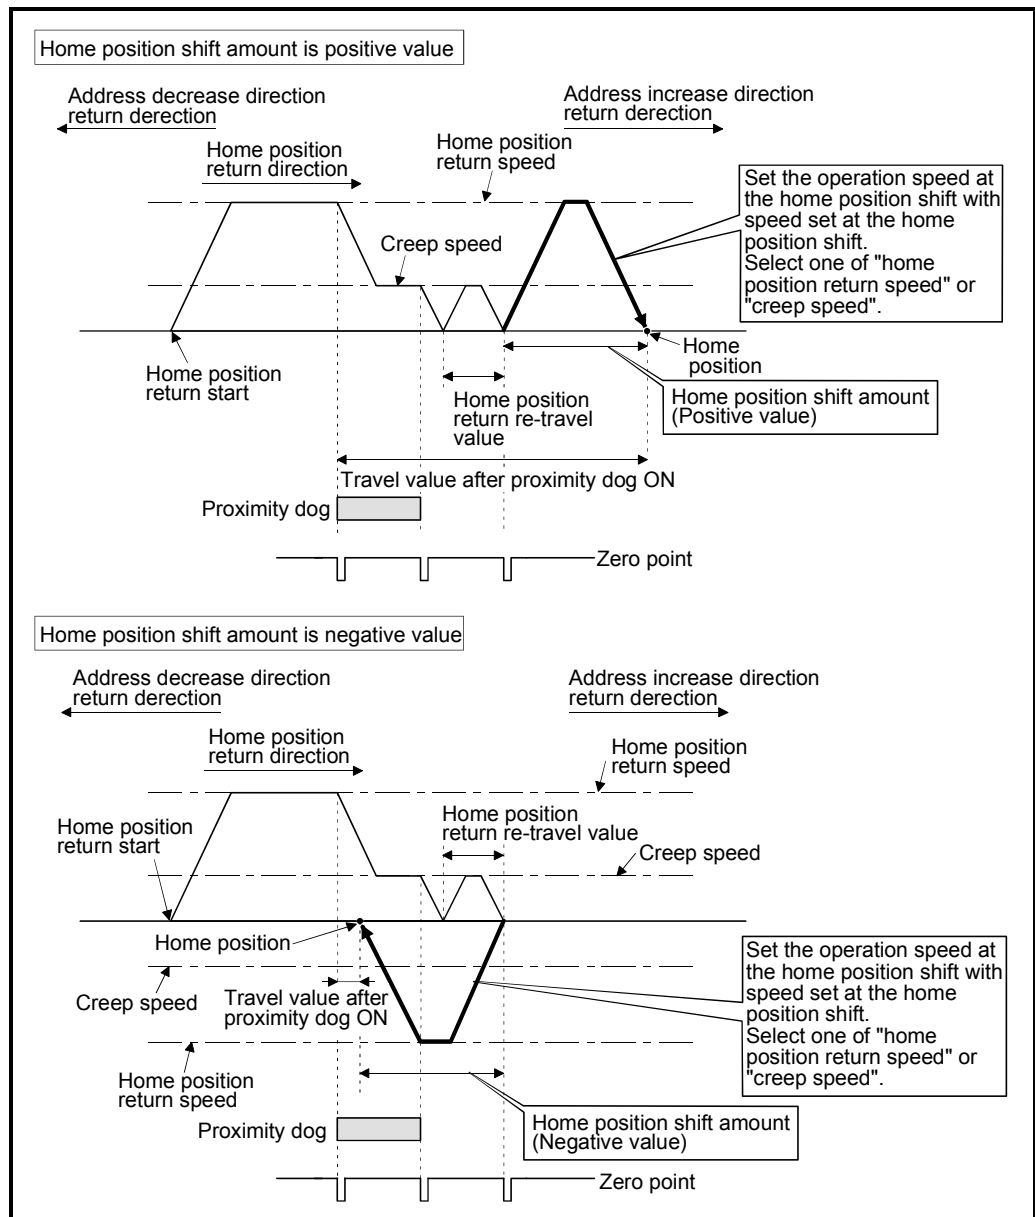 Home position shift amount is positive value
Address decrease direction
return derection
Address increase direction
return derection
Home position
return direction
Home position
return speed
Set the operation speed at
the home position shift with
speed set at the home
position shift.
Select one of "home
position return speed" or
"creep speed".
Creep speed
Home position
return start
Home
position
Home position
return re-travel
value
Home position shift amount
(Positive value)
Travel value after proximity dog ON
Proximity dog
Zero point
Home position shift amount is negative value
Address decrease direction
return derection
Address increase direction
return derection
Home position
return direction
Home position
return speed
Home position
return start
Home position
return re-travel value
Creep speed
Home position
Creep speed
Travel value after
proximity dog ON
Set the operation speed at
the home position shift with
speed set at the home
position shift.
Select one of "home
position return speed" or
"creep speed".
Home position
return speed
Home position shift amount
(Negative value)
Proximity dog
Zero point